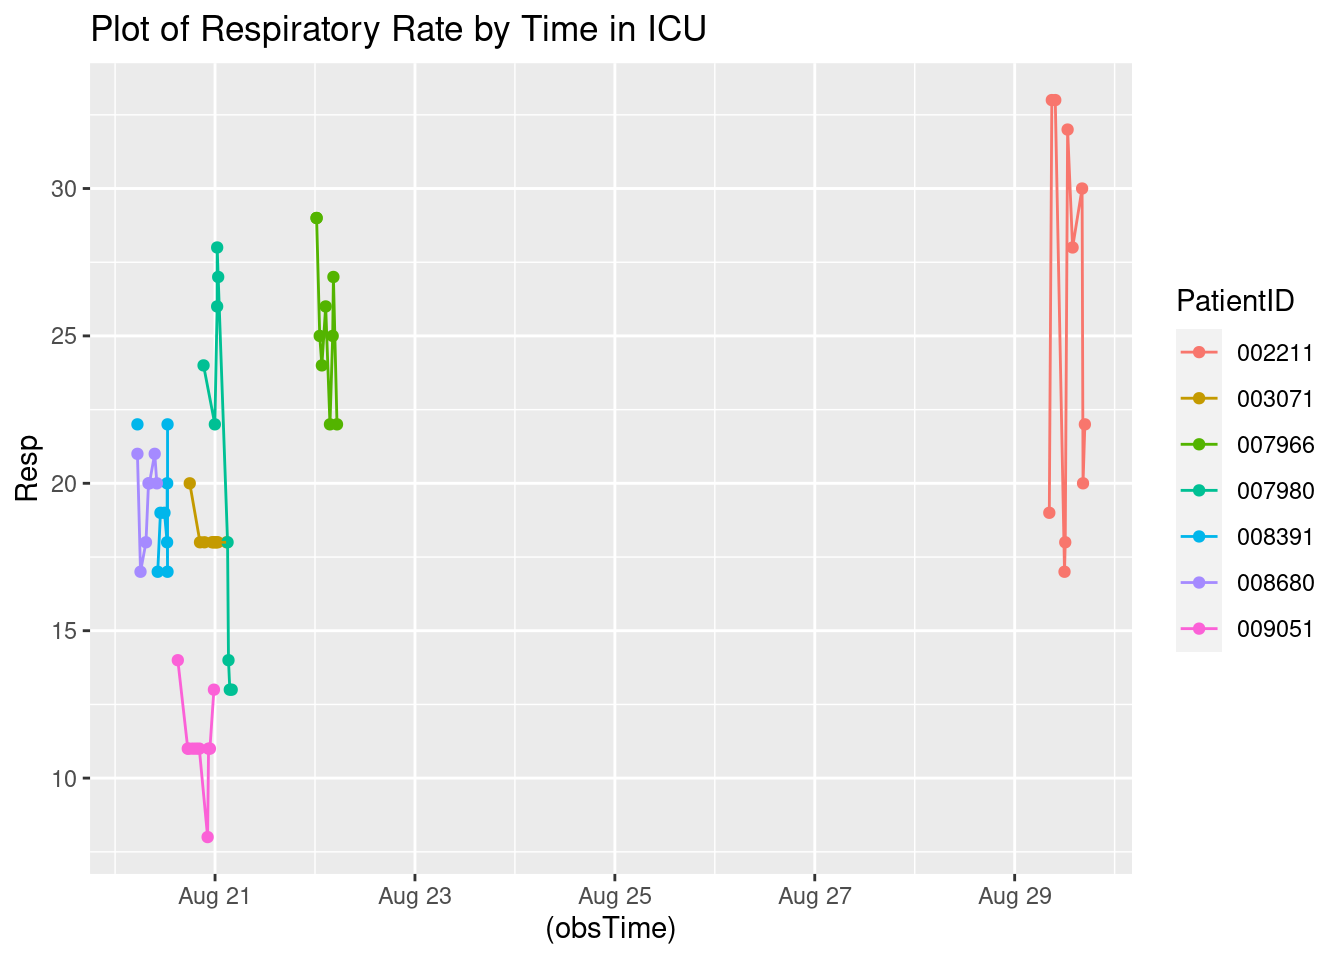 Plot of Respiratory Rate by Time in ICU
Resp
30
25
20
15
10
Aug 21
Aug 23
Aug 25
Aug 27
Aug 29
(obsTime)
PatientID
002211
003071
007966
007980
008391
008680
009051